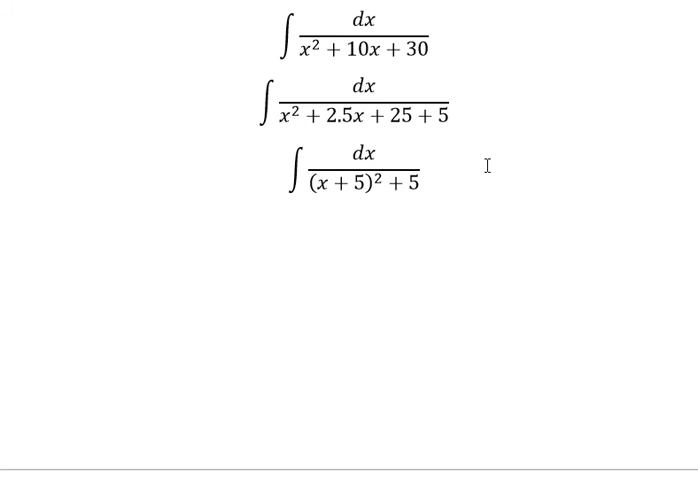 ∫ dx / (x² + 10x + 30)
∫ dx / (x² + 2.5x + 25 + 5)
∫ dx / ((x + 5)² + 5)